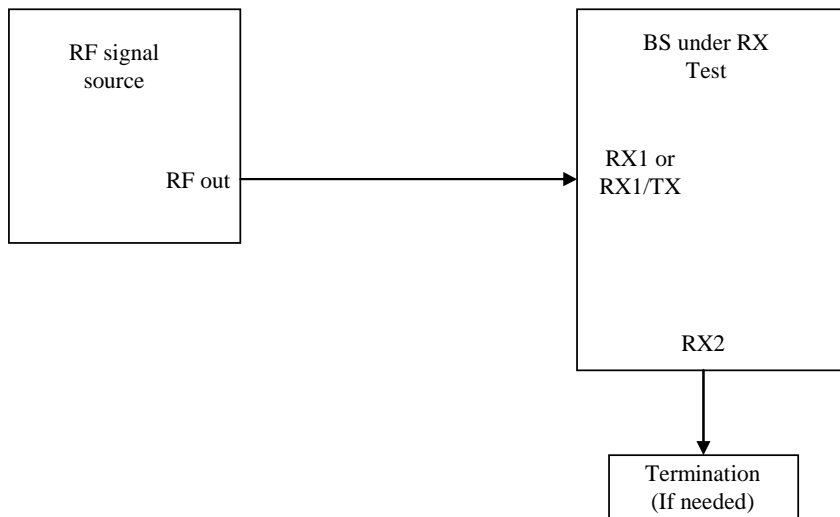 RF signal
source
RF out
BS under RX
Test
RX1 or
RX1/TX
RX2
Termination
(If needed)